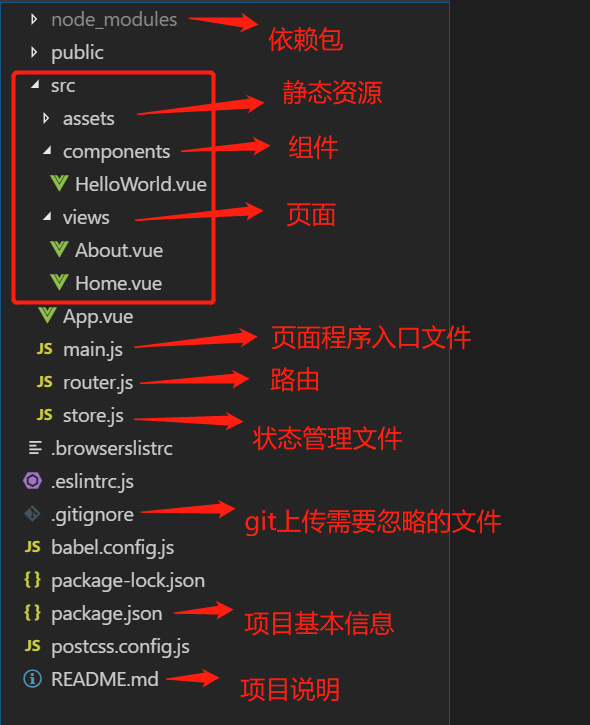 node_modules 依赖包
public
src
assets 静态资源
components 组件
HelloWorld.vue
views 页面
About.vue
Home.vue
App.vue
main.js 页面程序入口文件
router.js 路由
store.js 状态管理文件
.browserslistrc
.eslintrc.js
.gitignore git上传需要忽略的文件
babel.config.js
package-lock.json
package.json 项目基本信息
postcss.config.js
README.md 项目说明